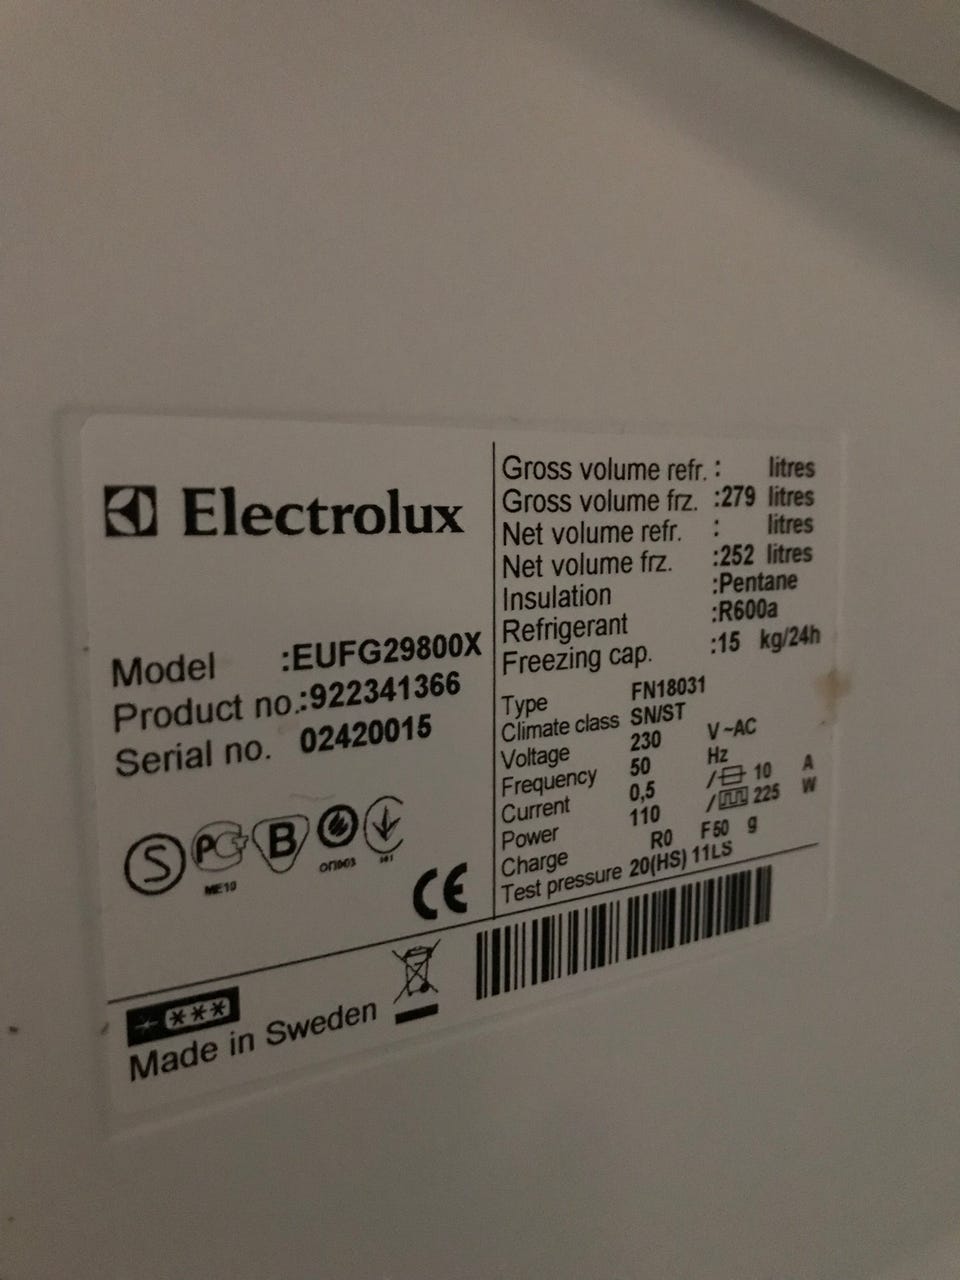 Electrolux
Model :EUFG29800X
Product no.:922341366
Serial no. 02420015
S
PC
ME10
B
ОП003
CE
***
Made in Sweden
Gross volume refr. : litres
Gross volume frz. :279 litres
Net volume refr. : litres
Net volume frz. :252 litres
Insulation :Pentane
Refrigerant :R600a
Freezing cap. :15 kg/24h
Type FN18031
Climate class SN/ST
Voltage 230 V ~AC
Frequency 50 Hz
Current 0,5 / 10 A
Power 110 / 225 W
Charge R0 F50 g
Test pressure 20(HS) 11LS